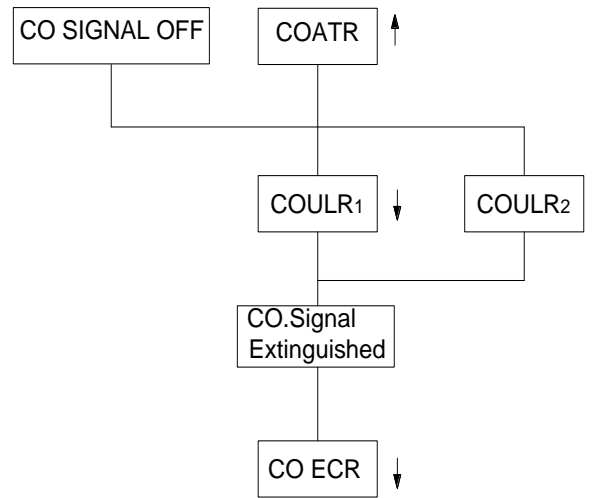 CO SIGNAL OFF
COATR
COULR1
COULR2
CO.Signal
Extinguished
CO ECR